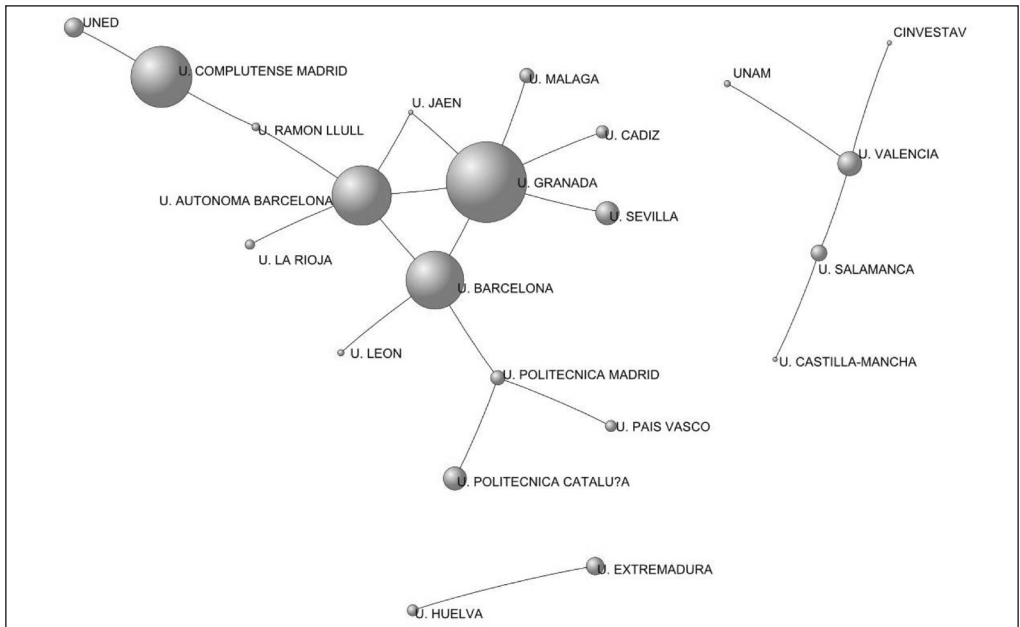 UNED
CINVESTAV
U. COMPLUTENSE MADRID
UNAM
U. MALAGA
U. JAEN
U. RAMON LLULL
U. CADIZ
U. VALENCIA
U. GRANADA
U. AUTONOMA BARCELONA
U. SEVILLA
U. LA RIOJA
U. SALAMANCA
U. BARCELONA
U. LEON
U. CASTILLA-MANCHA
U. POLITECNICA MADRID
U. PAIS VASCO
U. POLITECNICA CATALU?A
U. EXTREMADURA
U. HUELVA